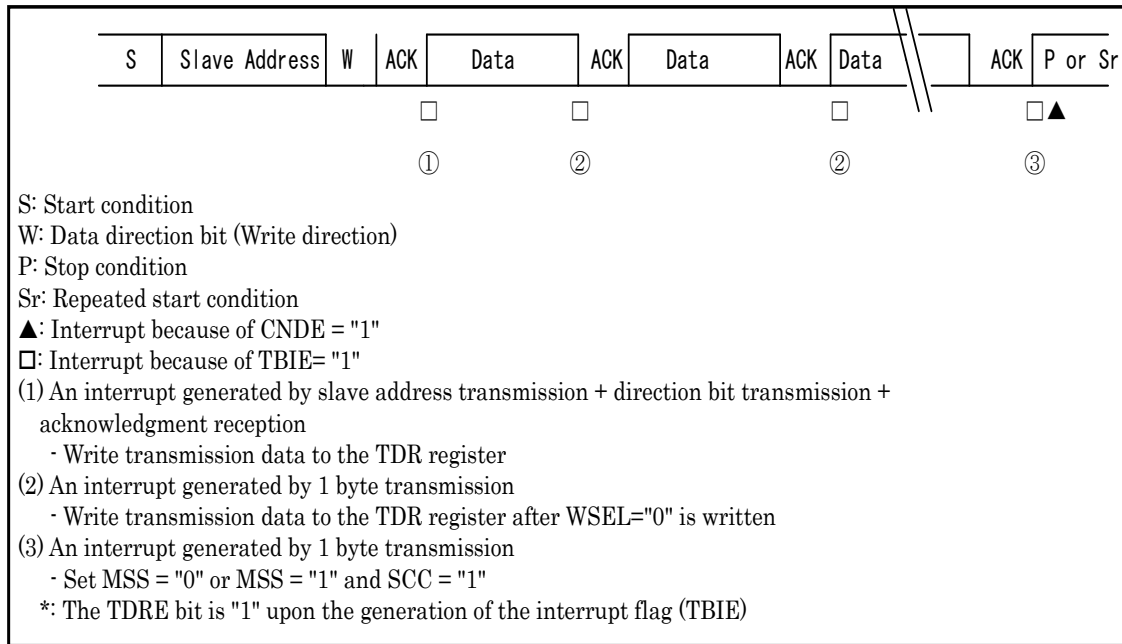 S Slave Address W ACK Data ACK Data ACK Data ACK P or Sr
□ □ □ □▲
① ② ② ③
S: Start condition
W: Data direction bit (Write direction)
P: Stop condition
Sr: Repeated start condition
▲: Interrupt because of CNDE = "1"
□: Interrupt because of TBIE= "1"
(1) An interrupt generated by slave address transmission + direction bit transmission +
acknowledgment reception
- Write transmission data to the TDR register
(2) An interrupt generated by 1 byte transmission
- Write transmission data to the TDR register after WSEL="0" is written
(3) An interrupt generated by 1 byte transmission
- Set MSS = "0" or MSS = "1" and SCC = "1"
*: The TDRE bit is "1" upon the generation of the interrupt flag (TBIE)